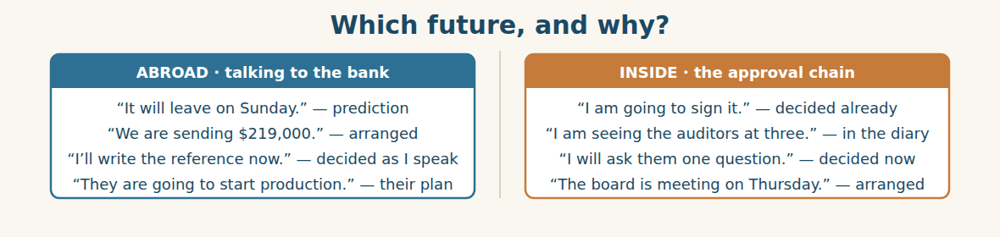 Which future, and why?
ABROAD · talking to the bank
“It will leave on Sunday.” — prediction
“We are sending $219,000.” — arranged
“I’ll write the reference now.” — decided as I speak
“They are going to start production.” — their plan
INSIDE · the approval chain
“I am going to sign it.” — decided already
“I am seeing the auditors at three.” — in the diary
“I will ask them one question.” — decided now
“The board is meeting on Thursday.” — arranged